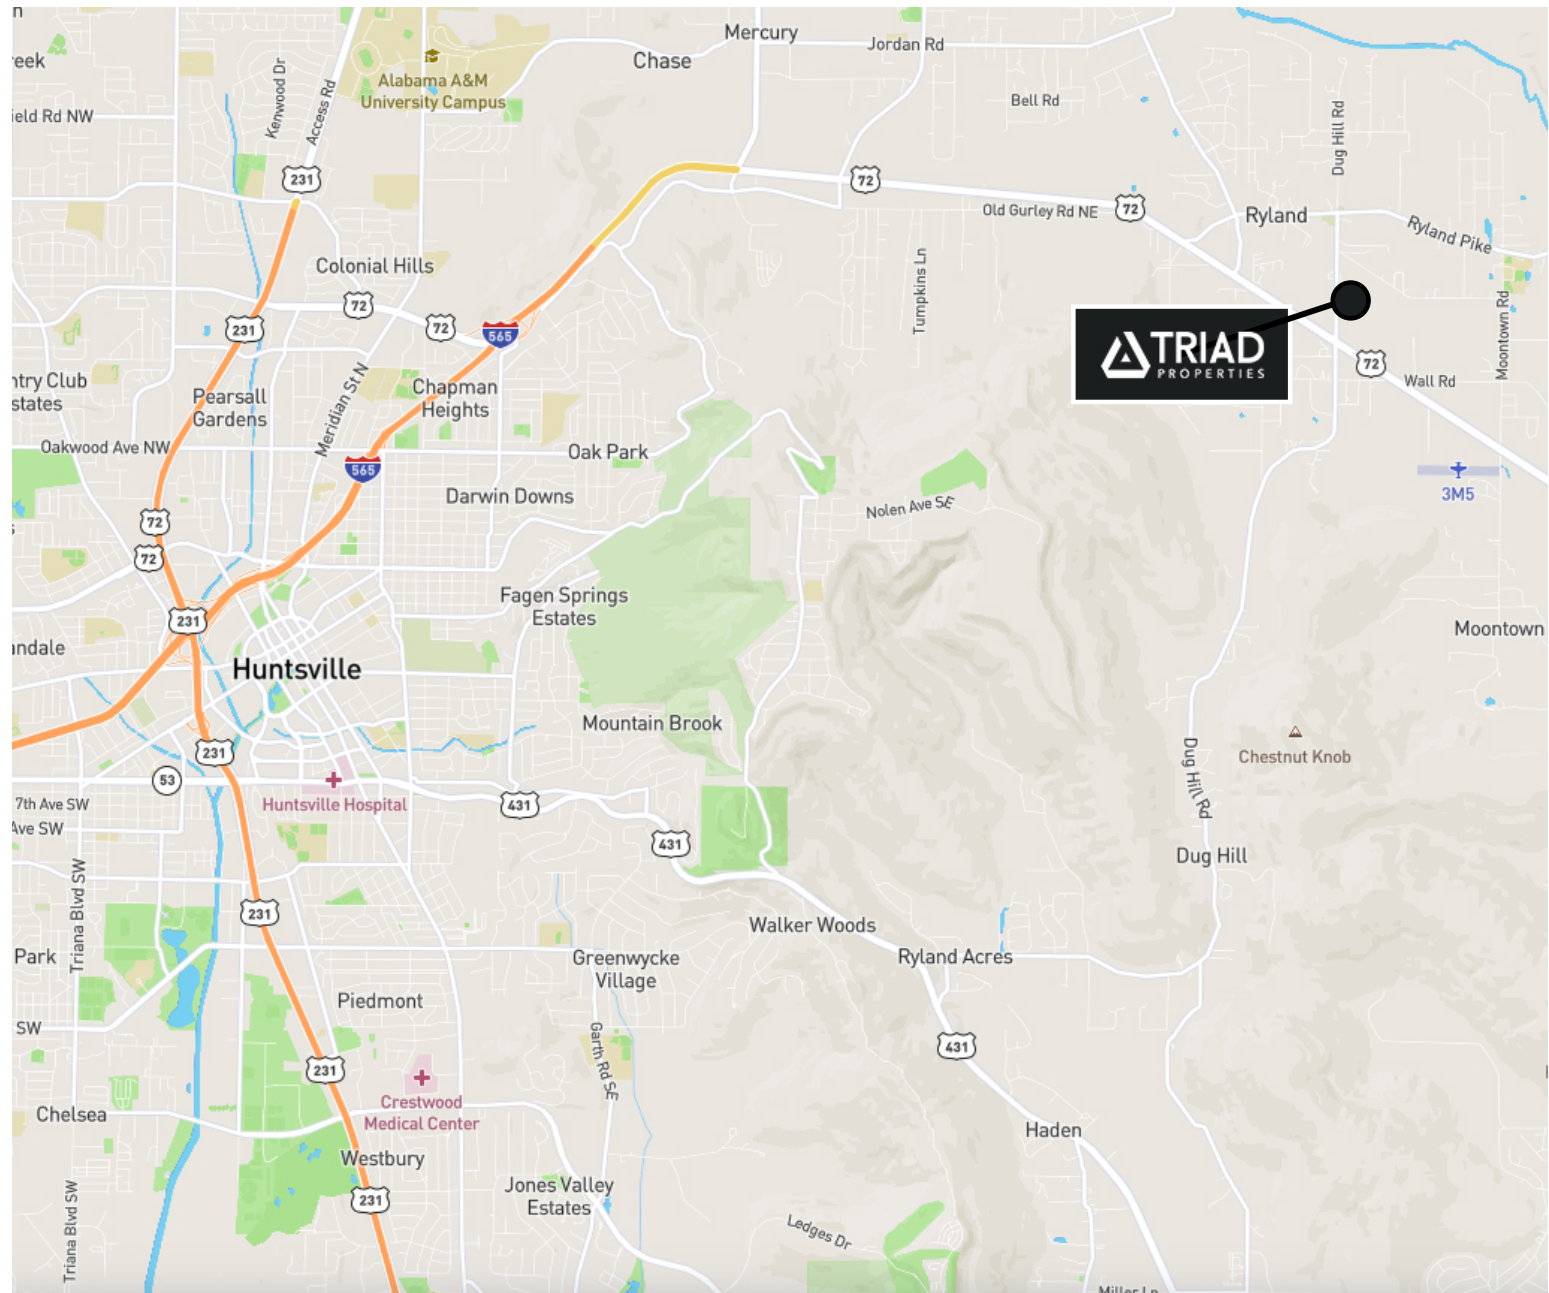 Mercury
Jordan Rd
Chase
eek
Alabama A&M
University Campus
Kenwood Dr
Access Rd
Bell Rd
Dug Hill Rd
ield Rd NW
231
72
72
Old Gurley Rd NE
Ryland
Ryland Pike
Colonial Hills
Tumpkins Ln
Moontown Rd
72
72
231
565
TRIAD
PROPERTIES
72
Wall Rd
ntry Club
states
Pearsall
Gardens
Meridian St N
Chapman
Heights
Oakwood Ave NW
Oak Park
565
3M5
Darwin Downs
Nolen Ave SE
72
72
Fagen Springs
Estates
231
Moontown
andale
Huntsville
Mountain Brook
231
Chestnut Knob
Dug Hill Rd
53
Huntsville Hospital
7th Ave SW
Ave SW
431
431
Dug Hill
Triana Blvd SW
231
Walker Woods
Park
Greenwycke
Village
Ryland Acres
Piedmont
SW
Garth Rd SE
431
231
Crestwood
Medical Center
Chelsea
Haden
Westbury
231
Jones Valley
Estates
Triana Blvd SW
Ledges Dr
Miller Ln